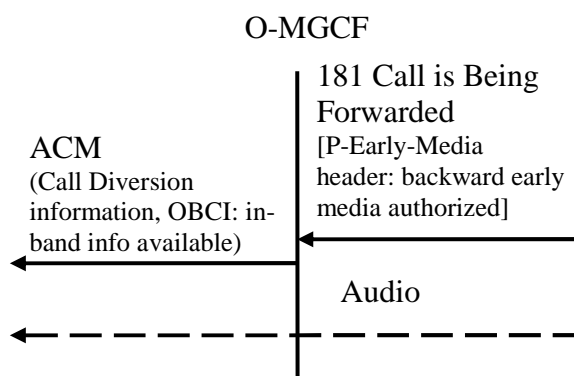 O-MGCF
181 Call is Being
Forwarded
[P-Early-Media
header: backward early
media authorized]
ACM
(Call Diversion
information, OBCI: in-
band info available)
Audio